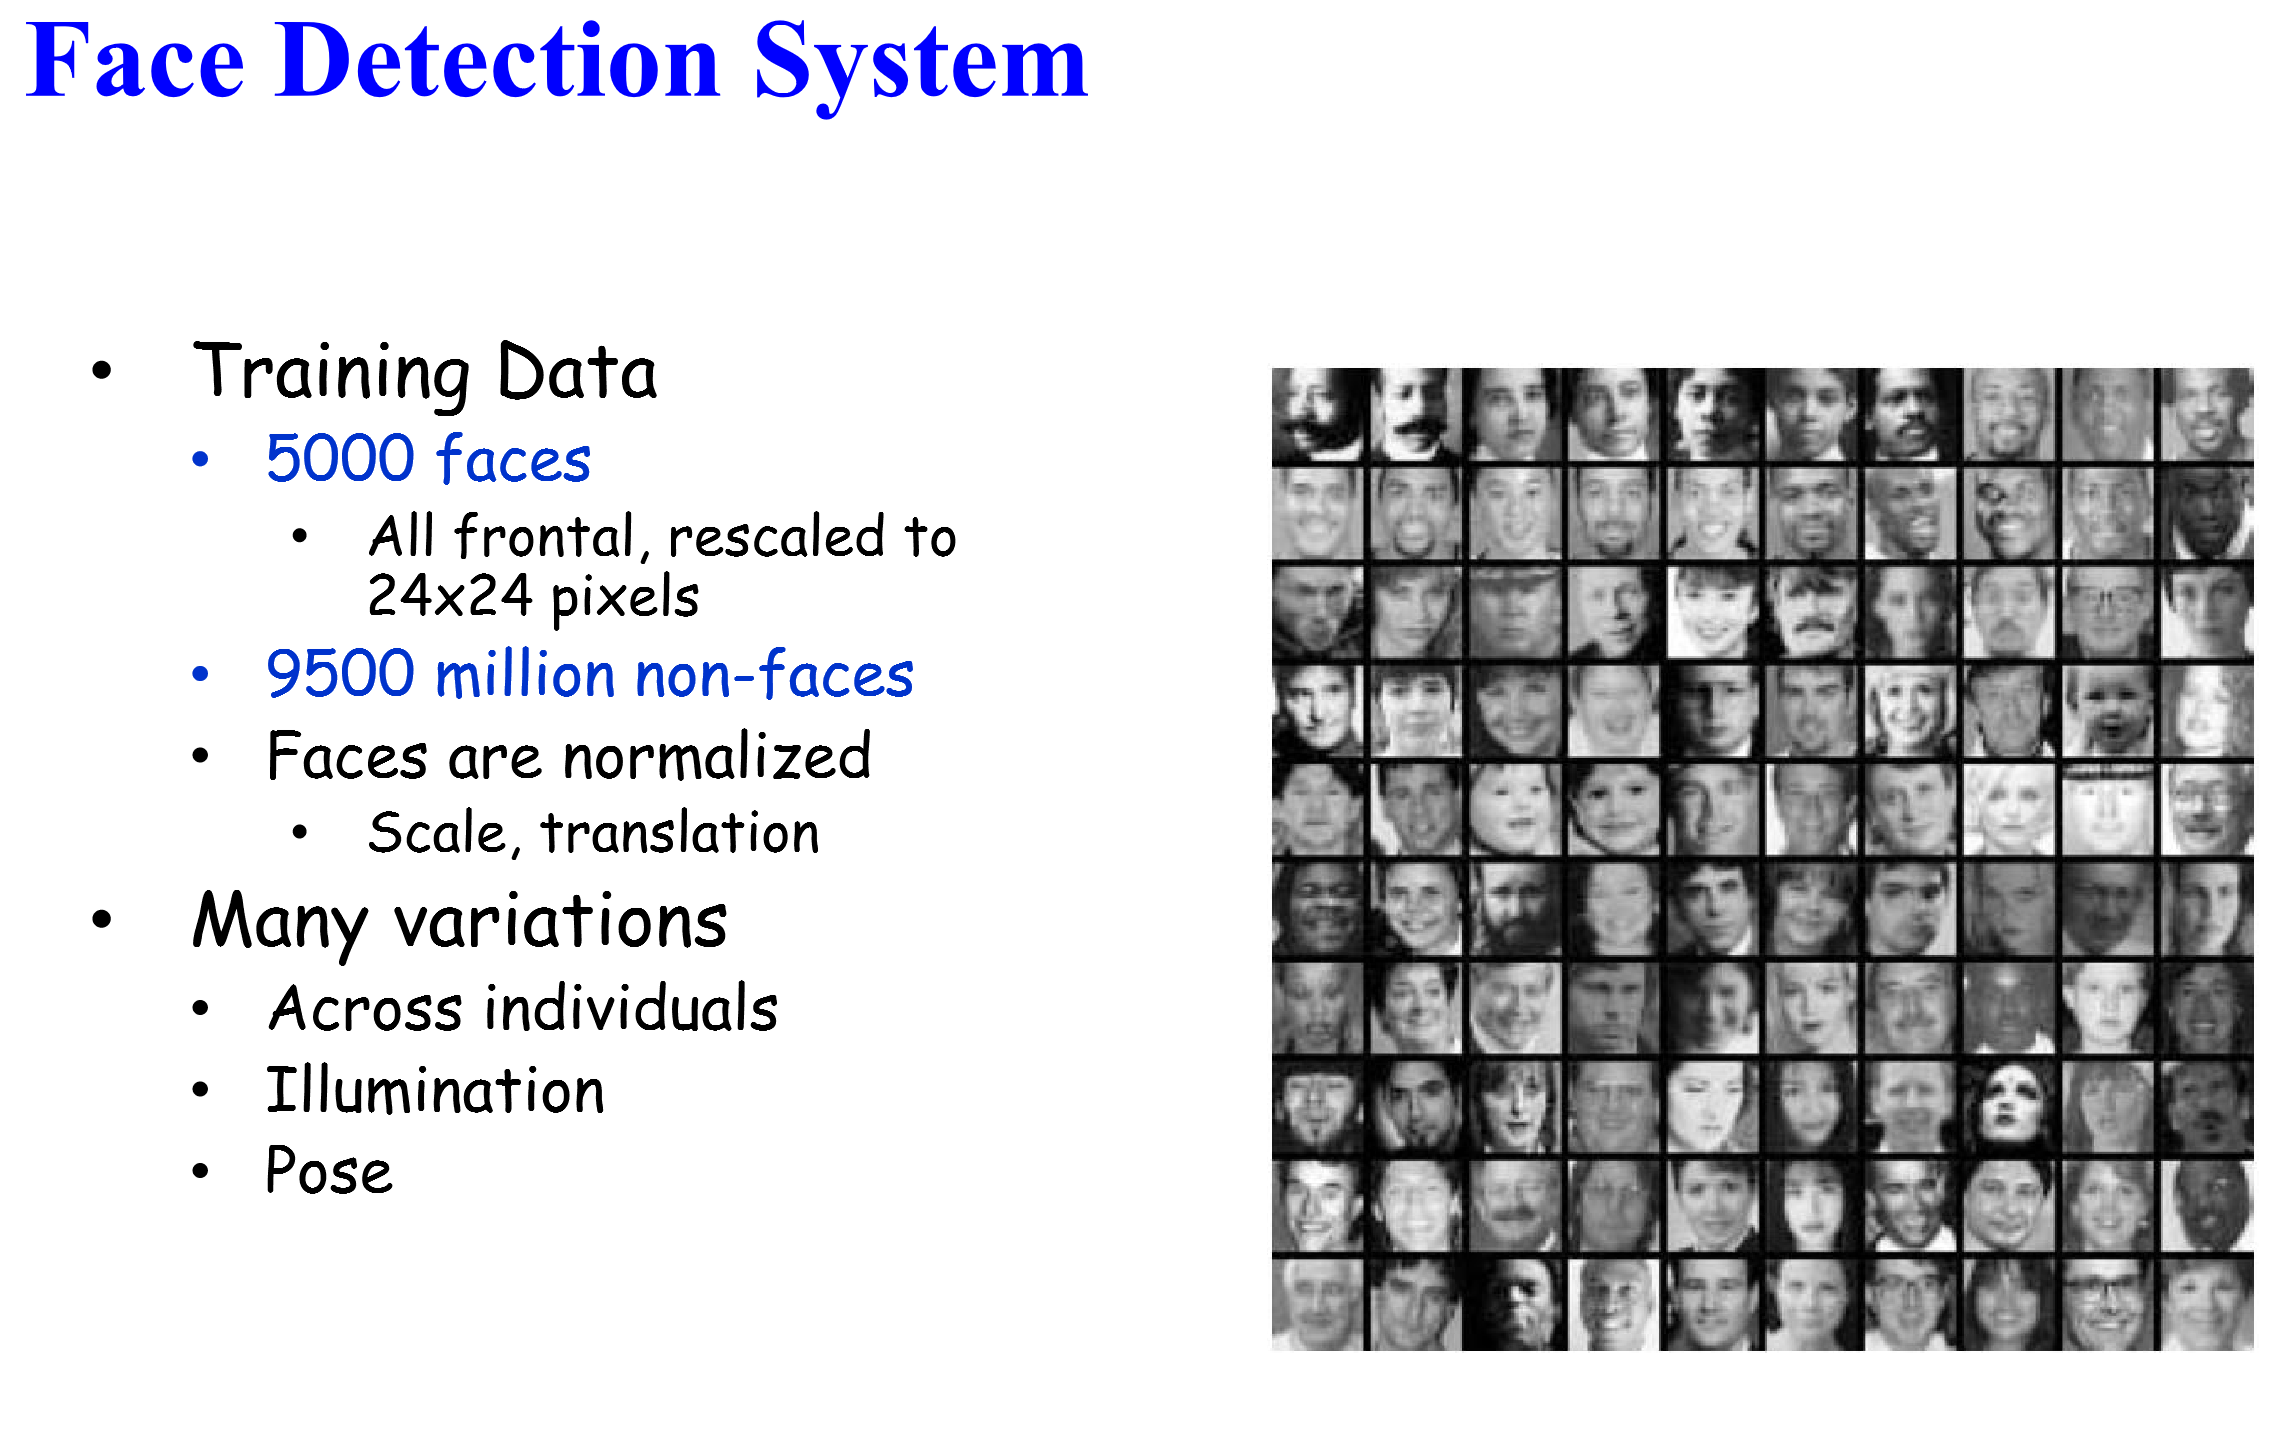 Face Detection System
• Training Data
• 5000 faces
• All frontal, rescaled to
24x24 pixels
• 9500 million non-faces
• Faces are normalized
• Scale, translation
• Many variations
• Across individuals
• Illumination
• Pose